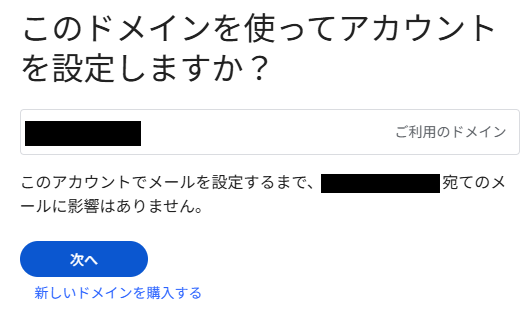 このドメインを使ってアカウント
を設定しますか？
ご利用のドメイン
このアカウントでメールを設定するまで、宛てのメ
ールに影響はありません。
次へ
新しいドメインを購入する